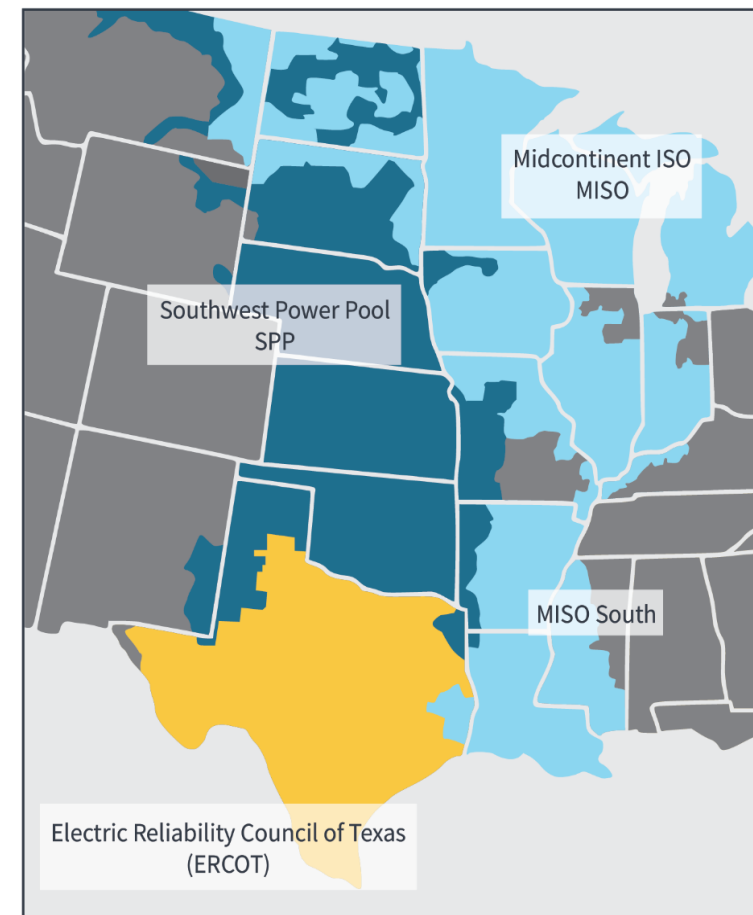 Midcontinent ISO
MISO
Southwest Power Pool
SPP
MISO South
Electric Reliability Council of Texas
(ERCOT)